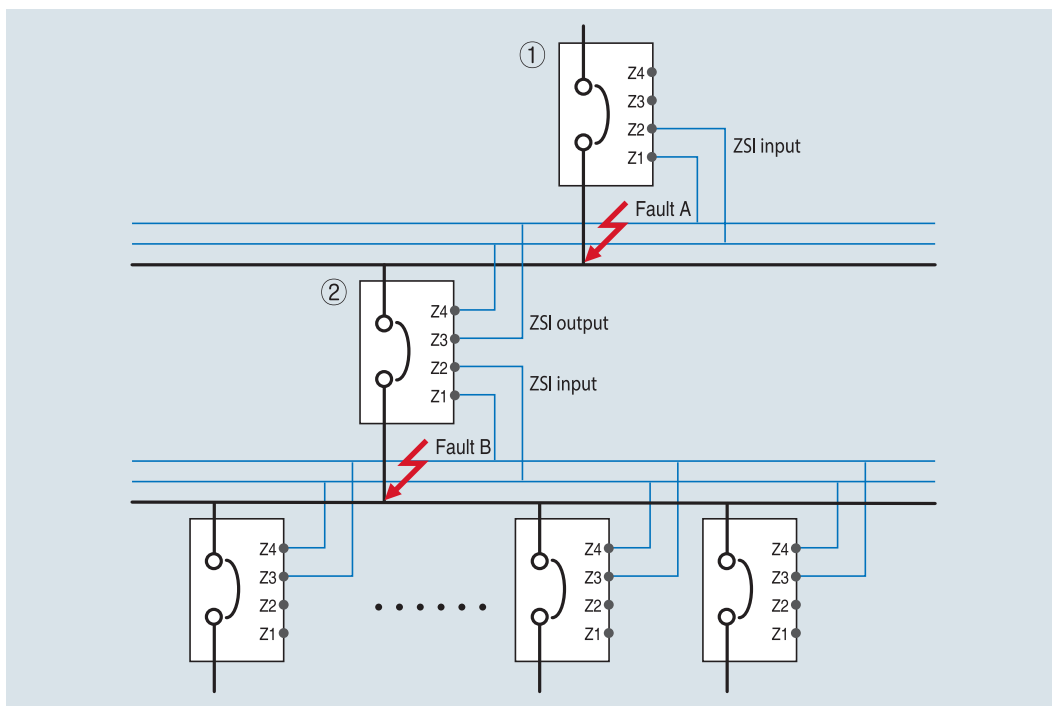 ①
Z4
Z3
Z2
Z1
ZSI input
Fault A
②
Z4
Z3
Z2
Z1
ZSI output
ZSI input
Fault B
Z4
Z3
Z2
Z1
Z4
Z3
Z2
Z1
Z4
Z3
Z2
Z1